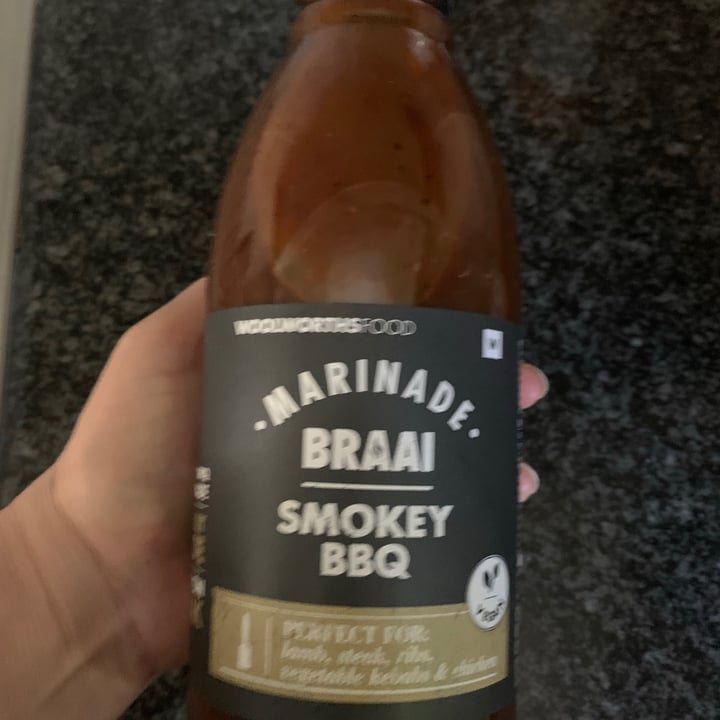 WOOLWORTHSFOOD
W
·MARINADE·
BRAAI
SMOKEY
BBQ
PERFECT FOR:
lamb, steak, ribs,
vegetable kebabs & chicken